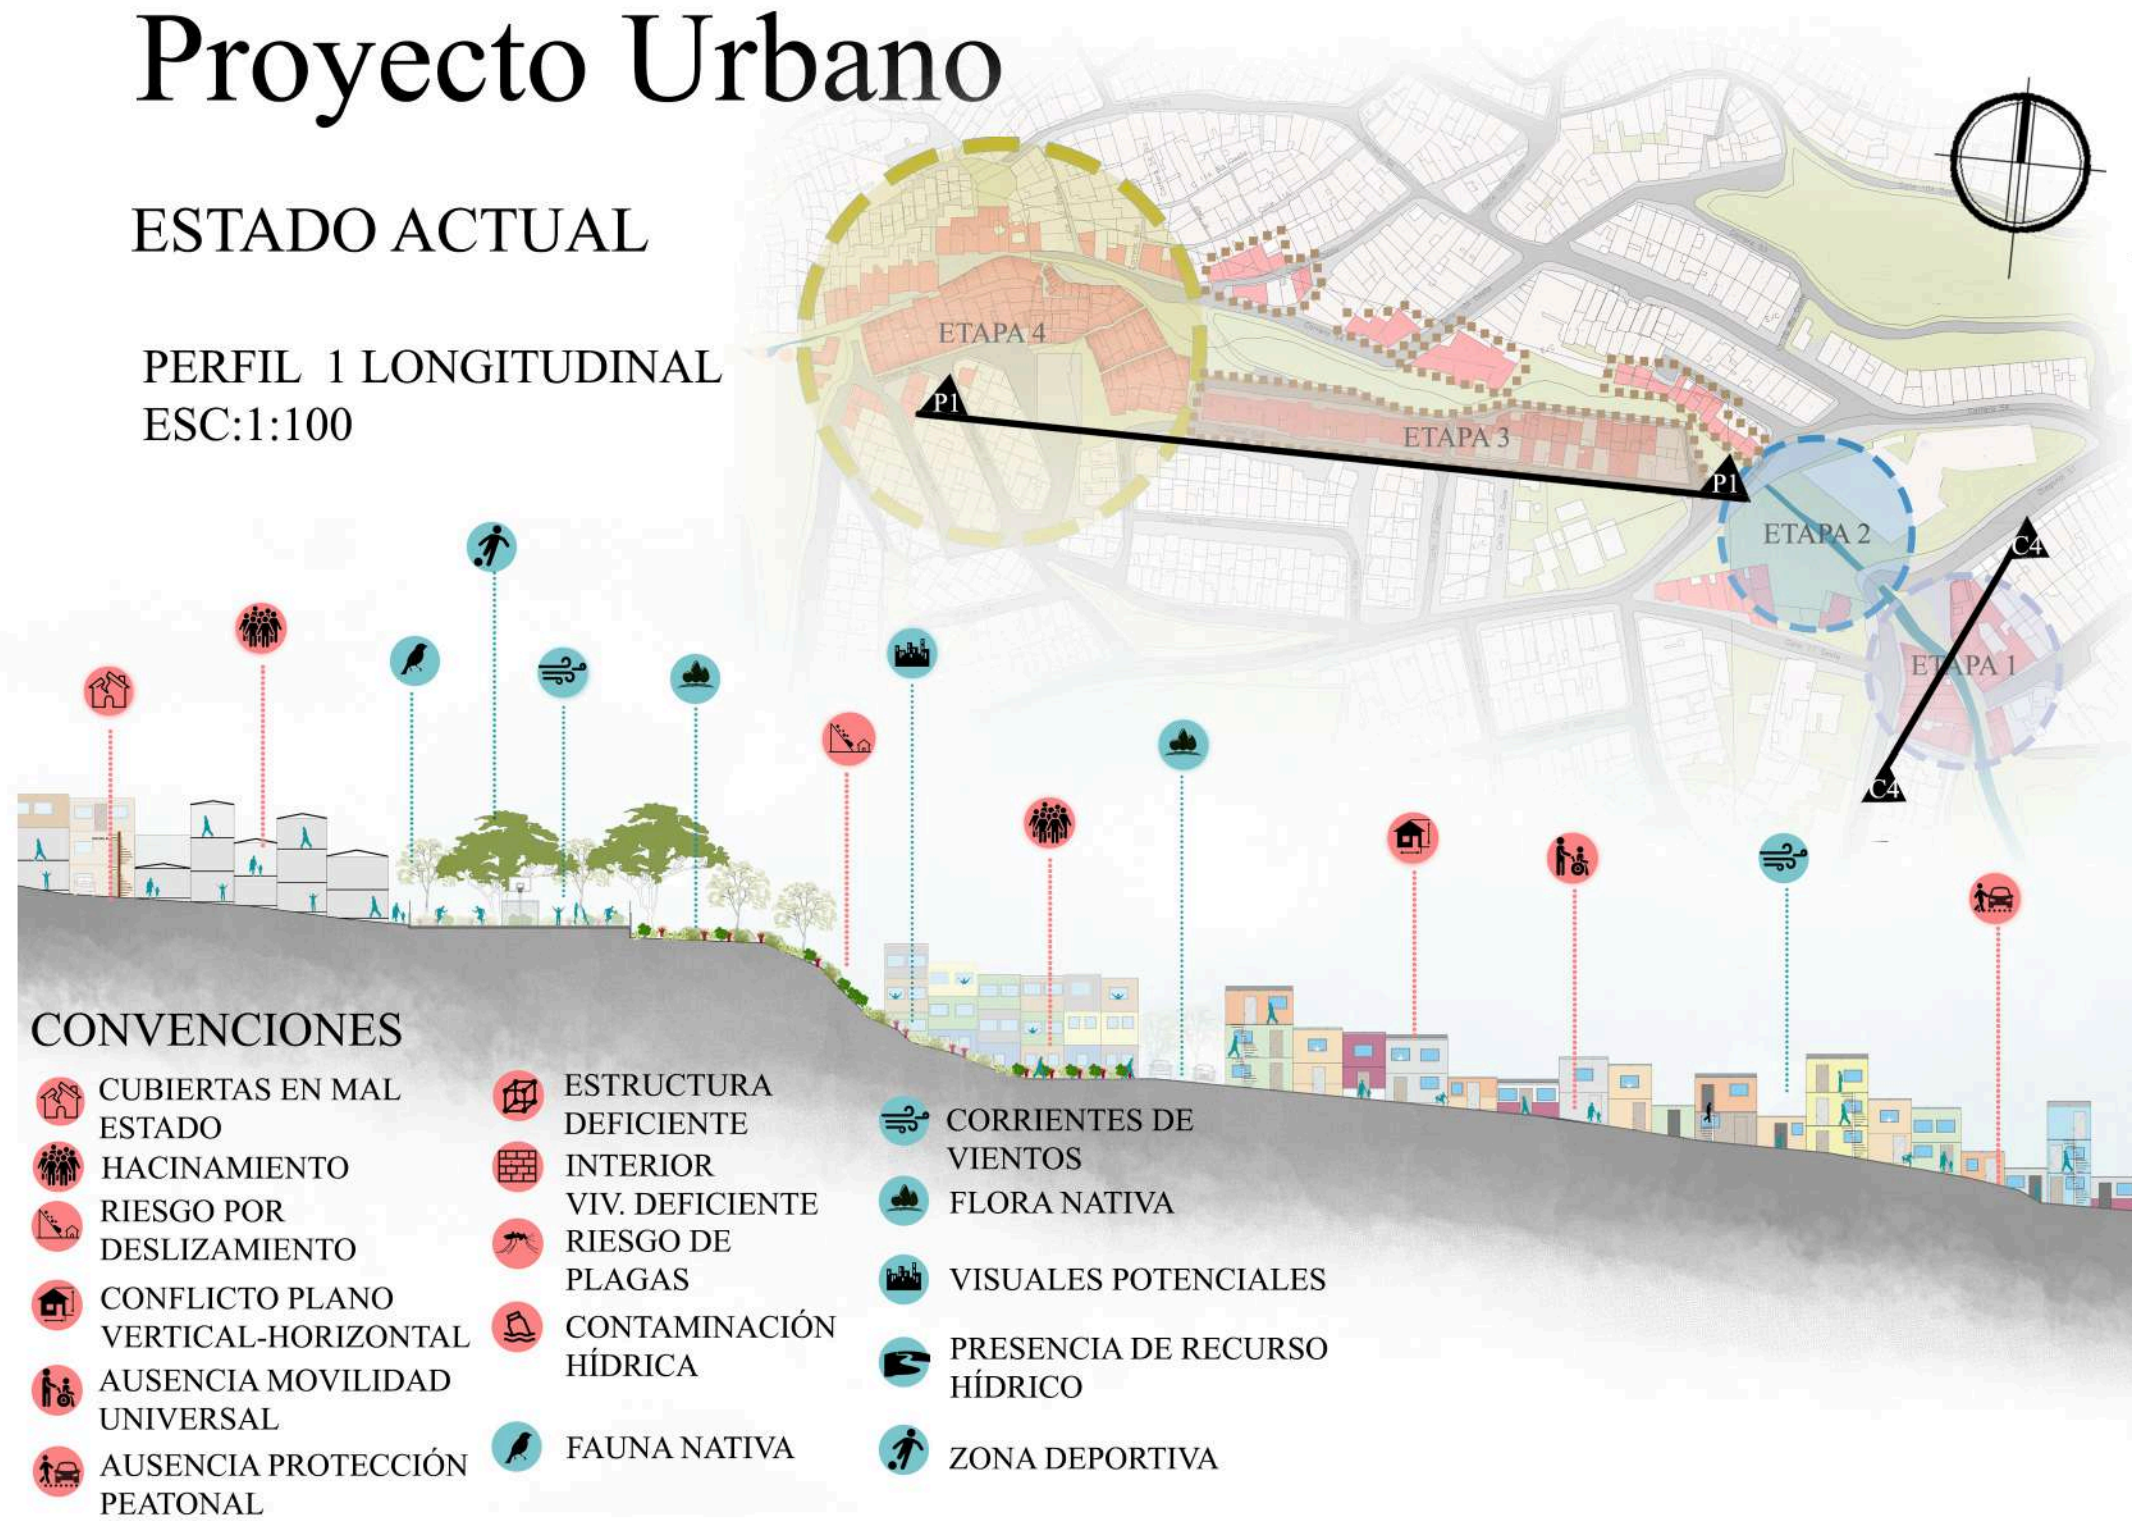 Proyecto Urbano
ESTADO ACTUAL
PERFIL 1 LONGITUDINAL
ESC:1:100
ETAPA 4
P1
ETAPA 3
P1
ETAPA 2
C4
ETAPA 1
C4
CONVENCIONES
CUBIERTAS EN MAL
ESTADO
HACINAMIENTO
RIESGO POR
DESLIZAMIENTO
CONFLICTO PLANO
VERTICAL-HORIZONTAL
AUSENCIA MOVILIDAD
UNIVERSAL
AUSENCIA PROTECCIÓN
PEATONAL
ESTRUCTURA
DEFICIENTE
INTERIOR
VIV. DEFICIENTE
RIESGO DE
PLAGAS
CONTAMINACIÓN
HÍDRICA
FAUNA NATIVA
CORRIENTES DE
VIENTOS
FLORA NATIVA
VISUALES POTENCIALES
PRESENCIA DE RECURSO
HÍDRICO
ZONA DEPORTIVA